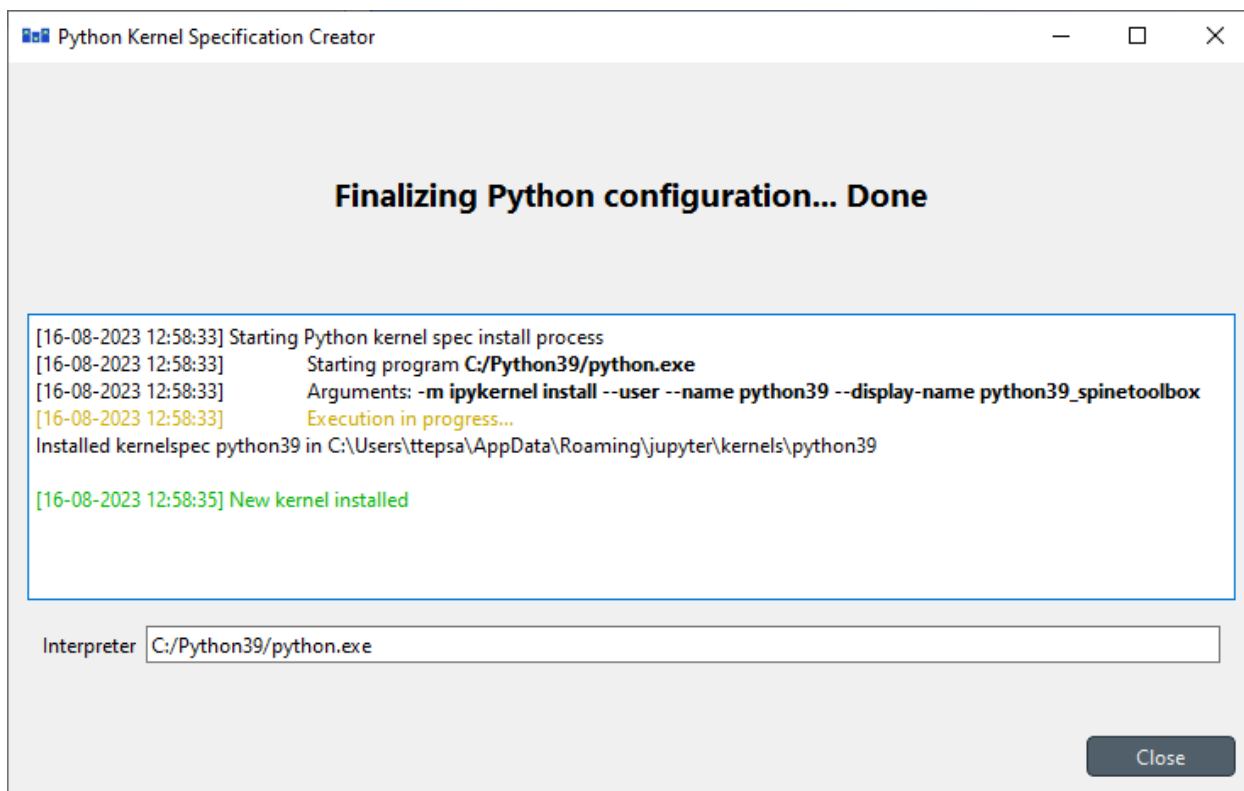 Python Kernel Specification Creator
Finalizing Python configuration... Done
[16-08-2023 12:58:33] Starting Python kernel spec install process
[16-08-2023 12:58:33] Starting program C:/Python39/python.exe
[16-08-2023 12:58:33] Arguments: -m ipykernel install --user --name python39 --display-name python39_spinetoolbox
[16-08-2023 12:58:33] Execution in progress...
Installed kernelspec python39 in C:\Users\ttepsa\AppData\Roaming\jupyter\kernels\python39
[16-08-2023 12:58:35] New kernel installed
Interpreter C:/Python39/python.exe
Close